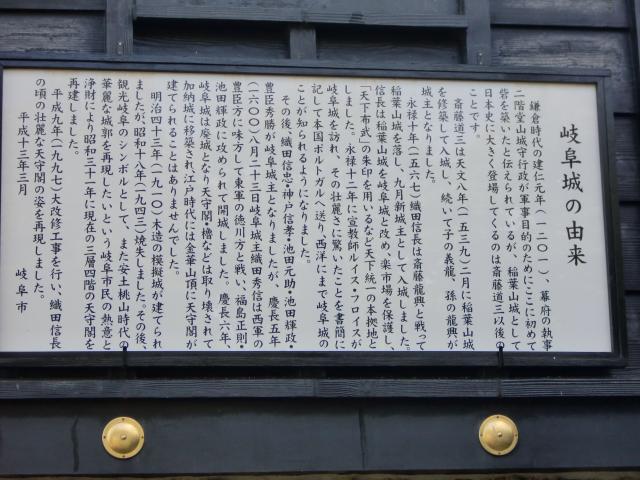 岐阜城の由来
鎌倉時代の建仁元年(一二〇一)、幕府の執事
二階堂山城守行政が軍事目的のためにここに初めて
砦を築いたと伝えられているが、稲葉山城として
日本史に大きく登場してくるのは斎藤道三以後の
ことです。
斎藤道三は天文八年(一五三九)二月に稲葉山城
を修築して入城し、続いて子の義龍、孫の龍興が
城主となりました。
永禄十年(一五六七)織田信長は斎藤龍興と戦って
稲葉山城を落し、九月新城主として入城しました。
信長は稲葉山城を岐阜城と改め、楽市場を保護し、
「天下布武」の朱印を用いるなど天下統一の本拠地と
しました。永禄十二年に宣教師ルイス・フロイスが
岐阜城を訪れ、その壮麗さに驚いたことを書簡に
記して本国ポルトガルへ送り、西洋にまで岐阜城の
ことが知られるようになりました。
その後、織田信忠・神戸信孝・池田元助・池田輝政・
豊臣秀勝が岐阜城主となりましたが、慶長五年
(一六〇〇)八月二十三日岐阜城主織田秀信は西軍の
豊臣方に味方して東軍の徳川方と戦い、福島正則・
池田輝政に攻められて開城しました。慶長六年、
岐阜城は廃城となり天守閣・櫓などは取り壊されて
加納城に移築され、江戸時代には金華山頂に天守閣が
建てられることはありませんでした。
明治四十三年(一九一〇)木造の模擬城が建てられ
ましたが、昭和十八年(一九四三)焼失しました。その後、
観光岐阜のシンボルとして、また安土桃山時代の
華麗な城郭を再現したいという岐阜市民の熱意と
浄財により昭和三十一年に現在の三層四階の天守閣を
再建しました。
平成九年(一九九七)大改修工事を行い、織田信長
の頃の壮麗な天守閣の姿を再現しました。
平成十三年三月
岐阜市